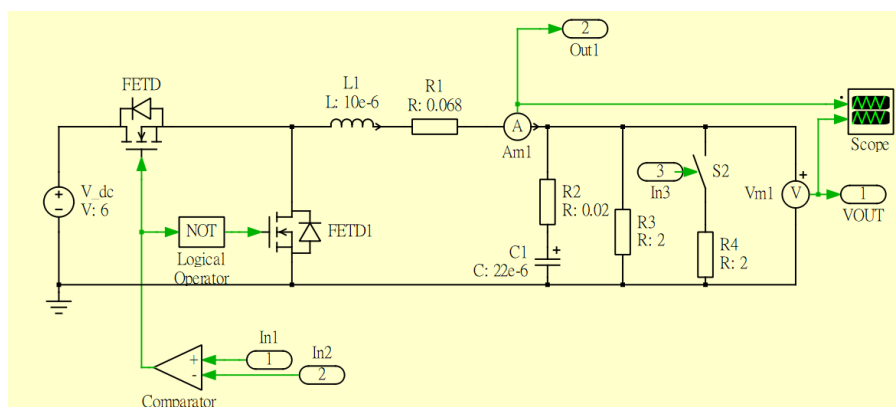 2
Out1
FETD
L1
L: 10e-6
R1
R: 0.068
A
Am1
Scope
V_dc
V: 6
NOT
Logical
Operator
FETD1
R2
R: 0.02
C1
C: 22e-6
R3
R: 2
3
In3
S2
R4
R: 2
Vm1
V
1
VOUT
In1
1
In2
2
Comparator